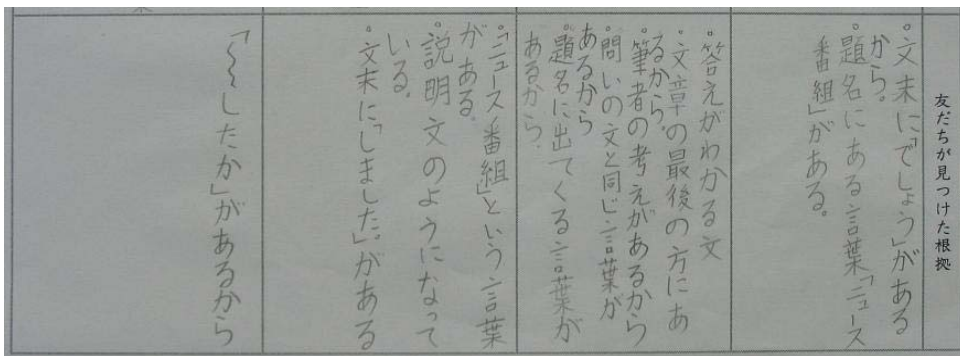 友だちが見つけた根拠
・文末に「でしょう」がある
から。
・題名にある言葉「ニュース
番組」がある。
・答えがわかる文
・文章の最後の方にあ
るから。
・筆者の考えがあるから
・問いの文と同じ言葉が
あるから
・題名に出てくる言葉が
あるから。
・「ニュース番組」という言葉
がある。
・説明文のようになって
いる。
・文末に「しました。」がある
「〜〜したか」があるから